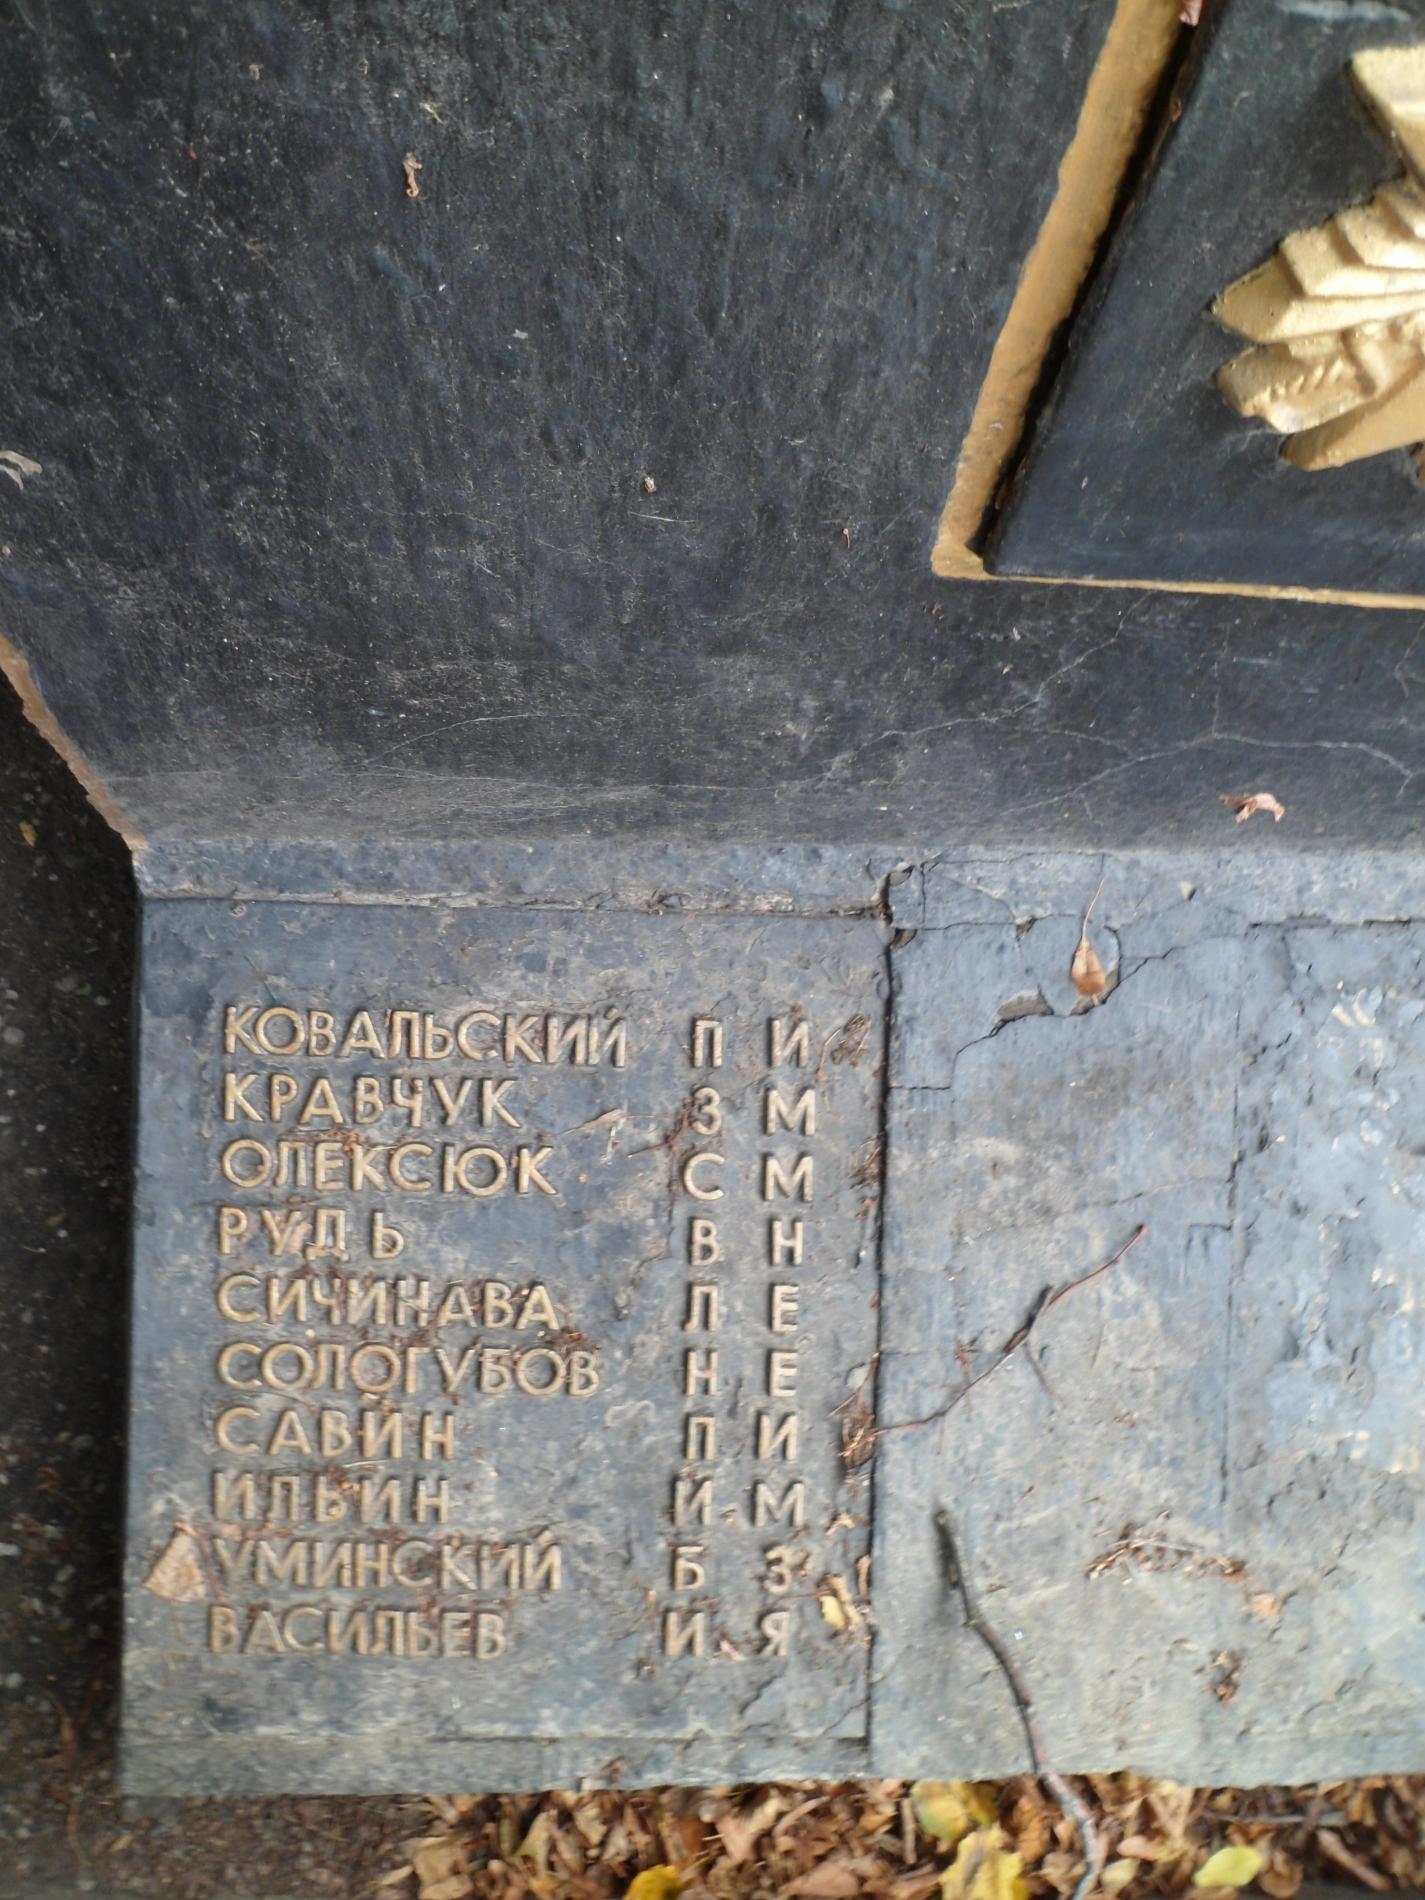 КОВАЛЬСКИЙ П И
КРАВЧУК З М
ОЛЕКСЮК С М
РУДЬ В Н
СИЧИНАВА Л Е
СОЛОГУБОВ Н Е
САВИН П И
ИЛЬИН И М
УМИНСКИЙ Б З
ВАСИЛЬЕВ И Я